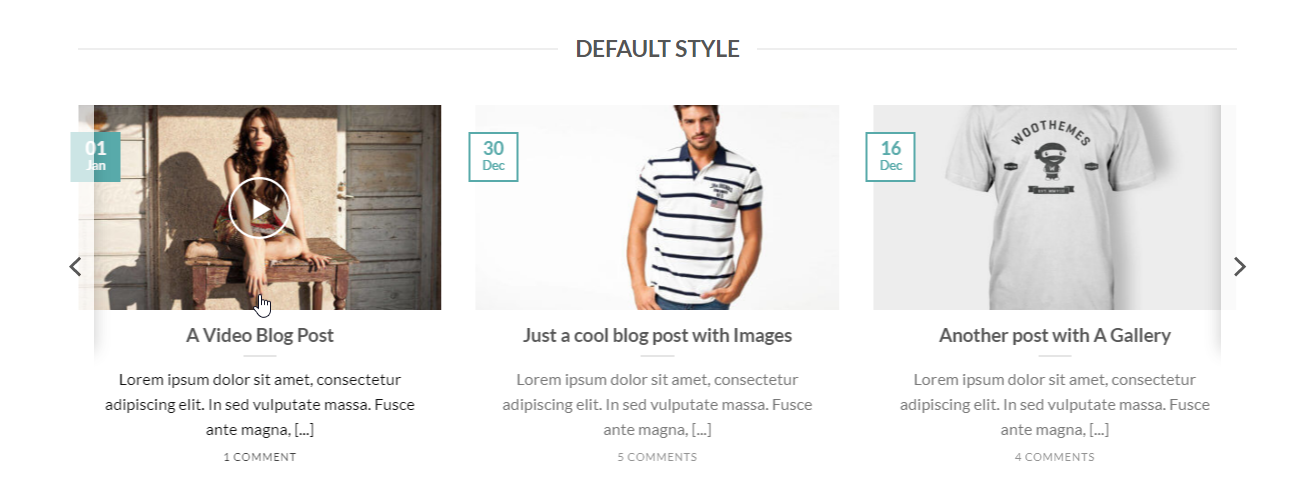 DEFAULT STYLE
01
Jan
30
Dec
16
Dec
WOOTHEMES
A Video Blog Post
Just a cool blog post with Images
Another post with A Gallery
Lorem ipsum dolor sit amet, consectetur
adipiscing elit. In sed vulputate massa. Fusce
ante magna, [...]
Lorem ipsum dolor sit amet, consectetur
adipiscing elit. In sed vulputate massa. Fusce
ante magna, [...]
Lorem ipsum dolor sit amet, consectetur
adipiscing elit. In sed vulputate massa. Fusce
ante magna, [...]
1 COMMENT
5 COMMENTS
4 COMMENTS